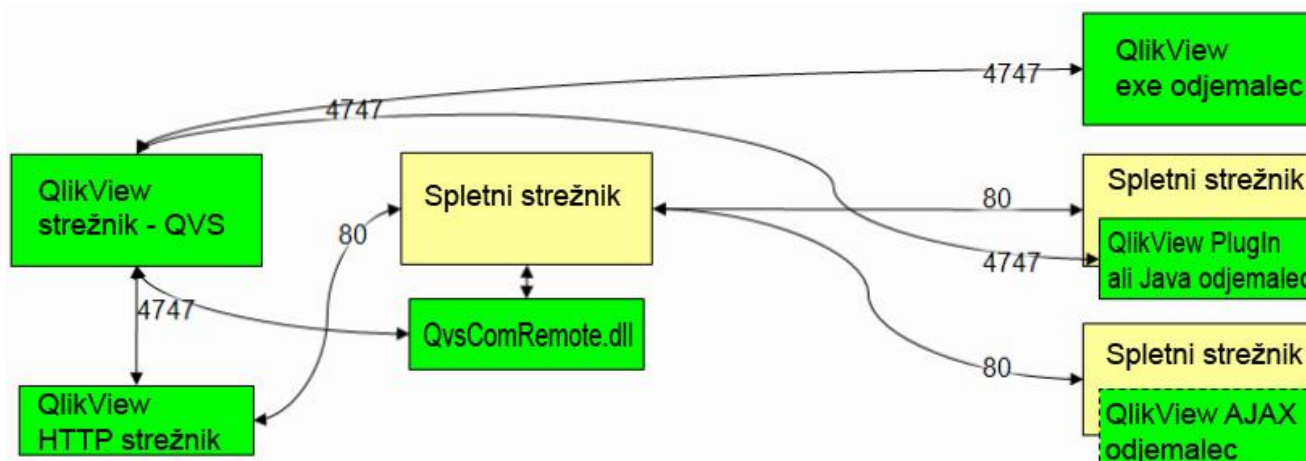 QlikView
exe odjemalec
4747
4747
QlikView
strežnik - QVS
Spletni strežnik
Spletni strežnik
80
80
QlikView PlugIn
ali Java odjemalec
4747
4747
QvsComRemote.dll
Spletni strežnik
80
QlikView
HTTP strežnik
QlikView AJAX
odjemalec